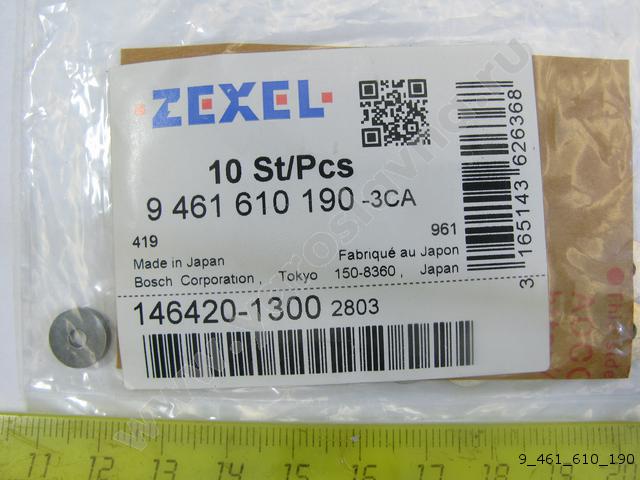 ZEXEL
10 St/Pcs
9 461 610 190 -3CA
419
961
Made in Japan
Fabriqué au Japon
Bosch Corporation, Tokyo 150-8360, Japan
146420-1300 2803
3 165143 626368
11 12 13 14 15 16 17 18 19 20
9_461_610_190